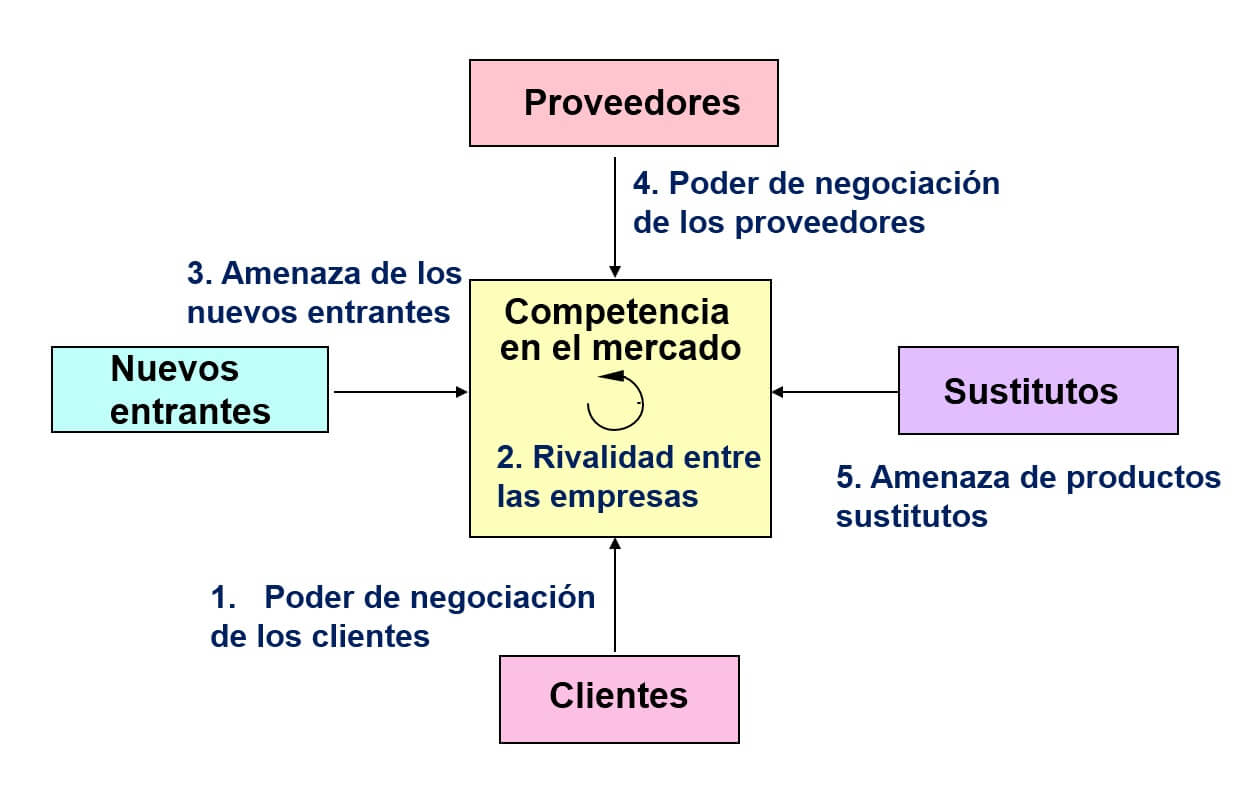 Proveedores
4. Poder de negociación
de los proveedores
3. Amenaza de los
nuevos entrantes
Nuevos
entrantes
Competencia
en el mercado
2. Rivalidad entre
las empresas
Sustitutos
5. Amenaza de productos
sustitutos
1. Poder de negociación
de los clientes
Clientes